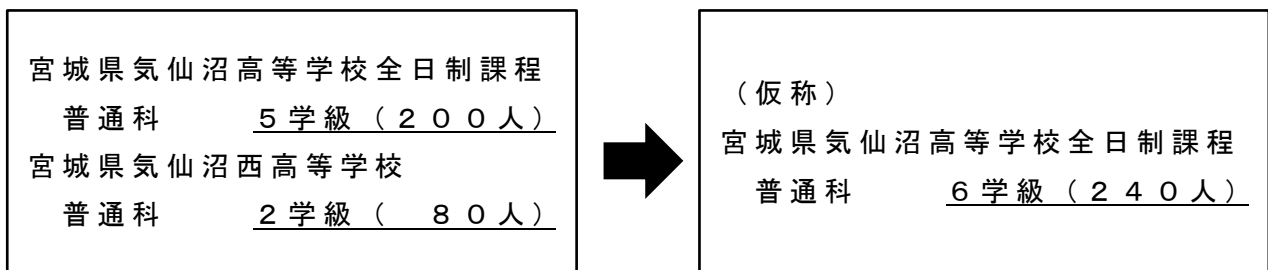 宮城県気仙沼高等学校全日制課程
普通科　　５学級（２００人）
宮城県気仙沼西高等学校
普通科　　２学級（　８０人）
（仮称）
宮城県気仙沼高等学校全日制課程
普通科　　６学級（２４０人）